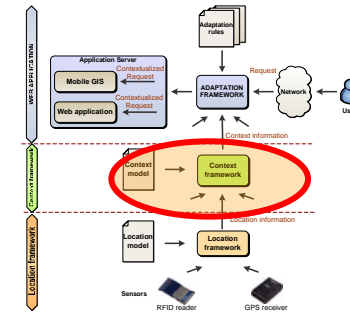 Adaptation
rules
Application Server
Contextualized
Request
Mobile GIS
Contextualized
Request
Web application
ADAPTATION
FRAMEWORK
Request
Network
Us
WEB APPLICATION
Context information
Context
model
Context
framework
Context framework
Location information
Location
model
Location
framework
Location framework
Sensors
RFID reader
GPS receiver